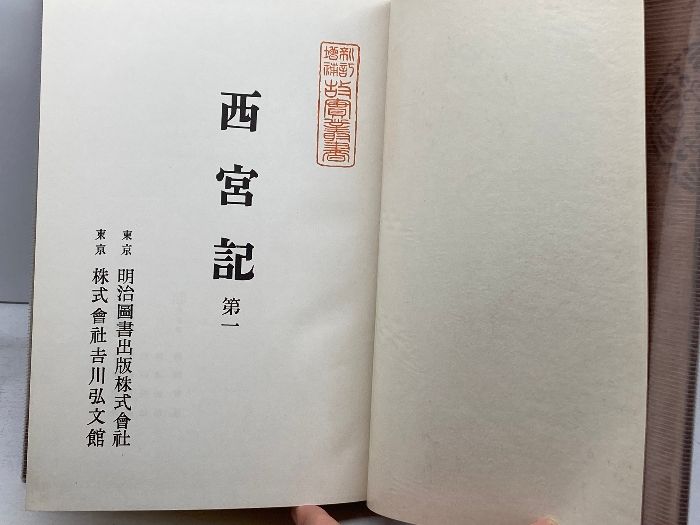 新訂
增補
故實叢書
西宮記 第一
東京 明治圖書出版株式會社
東京 株式會社吉川弘文館